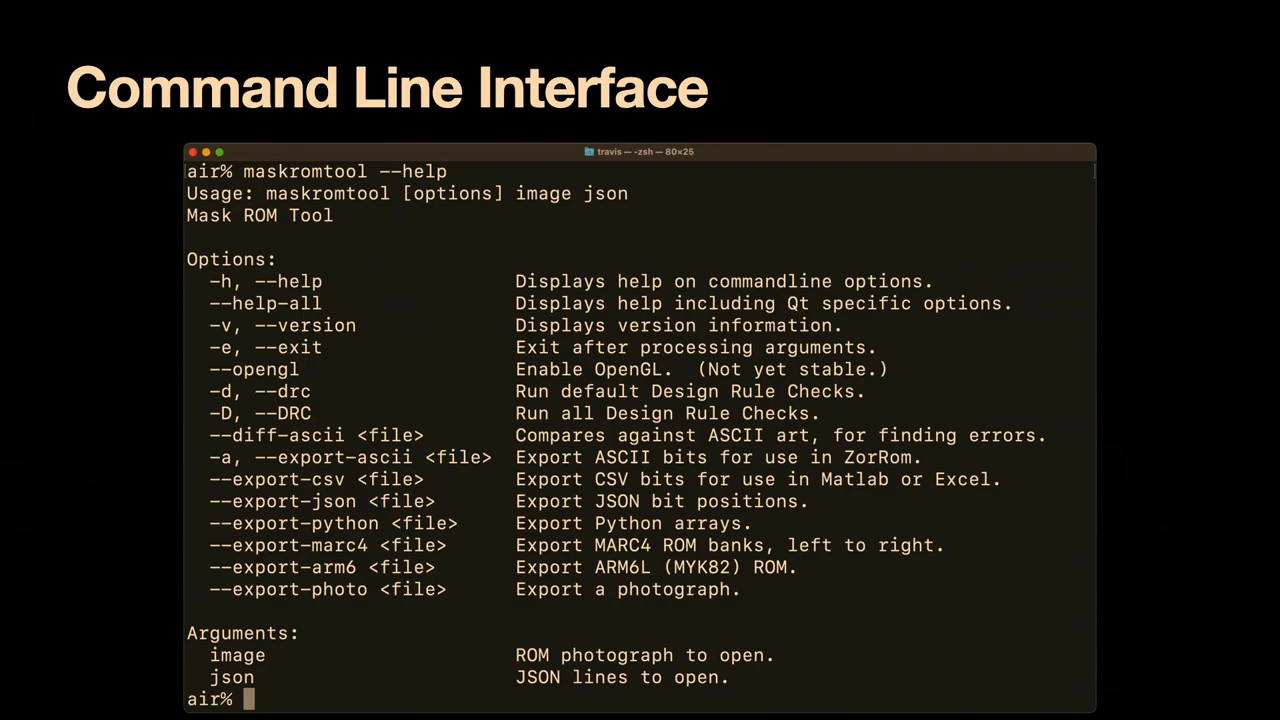 Command Line Interface
travis — -zsh — 80×25
air% maskromtool --help
Usage: maskromtool [options] image json
Mask ROM Tool
Options:
-h, --help Displays help on commandline options.
--help-all Displays help including Qt specific options.
-v, --version Displays version information.
-e, --exit Exit after processing arguments.
--opengl Enable OpenGL. (Not yet stable.)
-d, --drc Run default Design Rule Checks.
-D, --DRC Run all Design Rule Checks.
--diff-ascii <file> Compares against ASCII art, for finding errors.
-a, --export-ascii <file> Export ASCII bits for use in ZorRom.
--export-csv <file> Export CSV bits for use in Matlab or Excel.
--export-json <file> Export JSON bit positions.
--export-python <file> Export Python arrays.
--export-marc4 <file> Export MARC4 ROM banks, left to right.
--export-arm6 <file> Export ARM6L (MYK82) ROM.
--export-photo <file> Export a photograph.
Arguments:
image ROM photograph to open.
json JSON lines to open.
air%